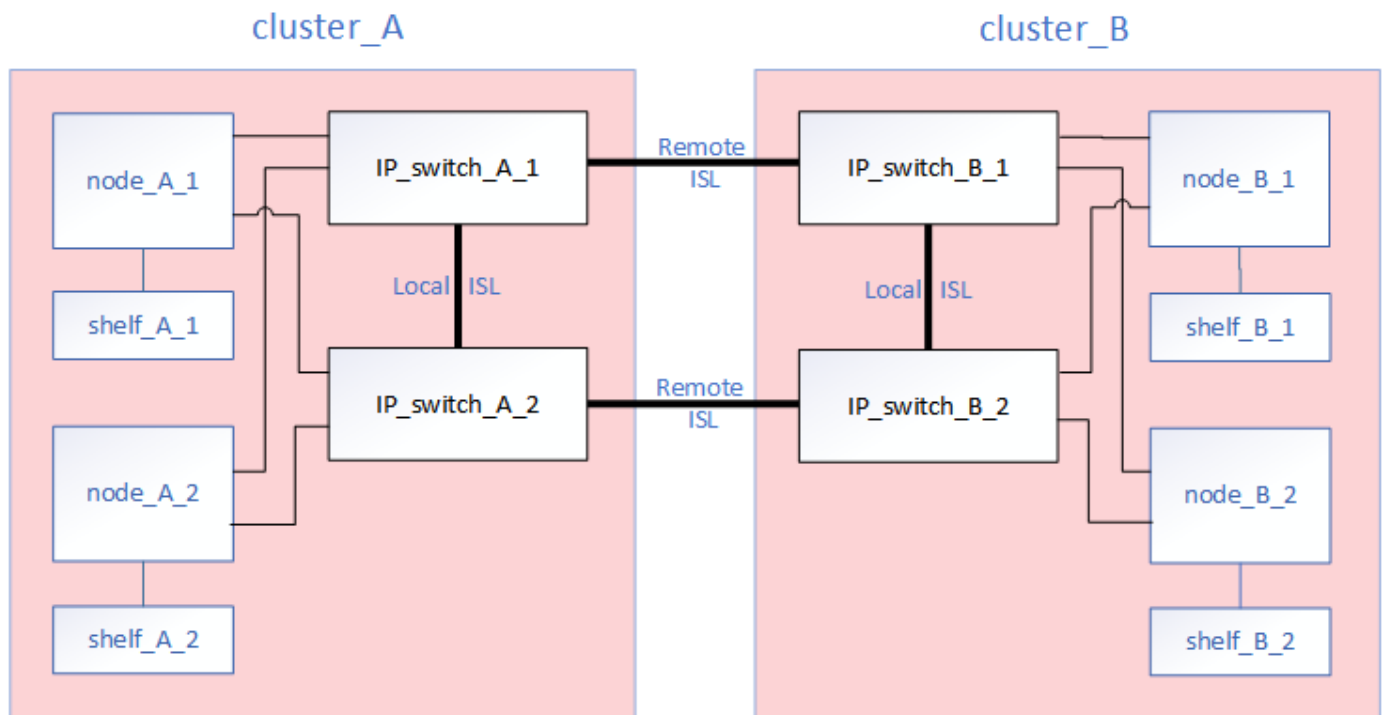 cluster_A
cluster_B
node_A_1
IP_switch_A_1
Remote
ISL
IP_switch_B_1
node_B_1
Local ISL
Local ISL
shelf_A_1
shelf_B_1
IP_switch_A_2
Remote
ISL
IP_switch_B_2
node_A_2
node_B_2
shelf_A_2
shelf_B_2